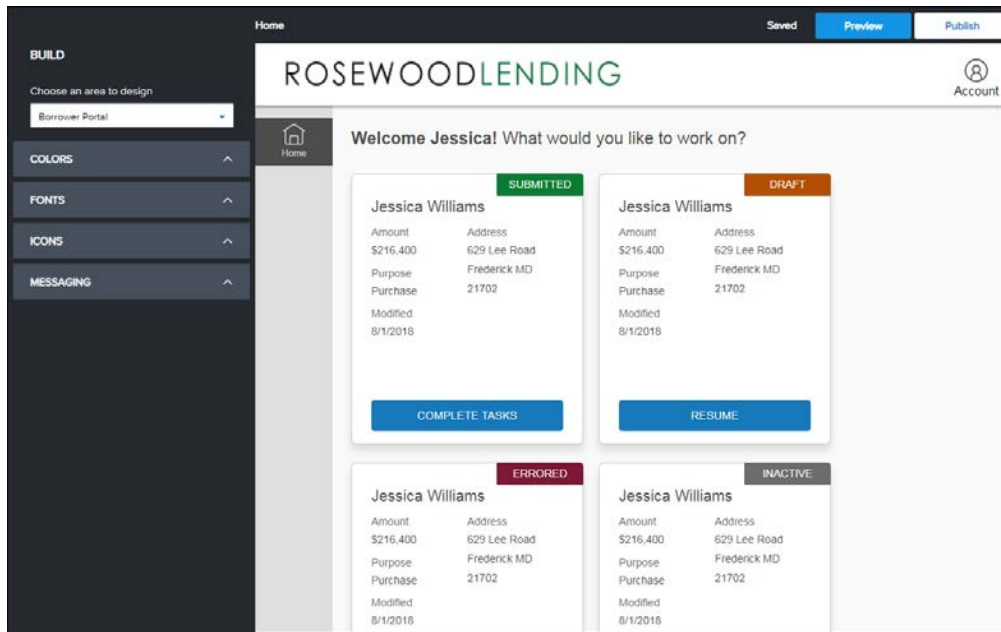 Home
Saved
Preview
Publish
BUILD
Choose an area to design
Borrower Portal
COLORS
FONTS
ICONS
MESSAGING
ROSEWOODLENDING
Account
Home
Welcome Jessica! What would you like to work on?
SUBMITTED
Jessica Williams
Amount
$216,400
Purpose
Purchase
Modified
8/1/2018
Address
629 Lee Road
Frederick MD
21702
COMPLETE TASKS
DRAFT
Jessica Williams
Amount
$216,400
Purpose
Purchase
Modified
8/1/2018
Address
629 Lee Road
Frederick MD
21702
RESUME
ERRORED
Jessica Williams
Amount
$216,400
Purpose
Purchase
Modified
8/1/2018
Address
629 Lee Road
Frederick MD
21702
INACTIVE
Jessica Williams
Amount
$216,400
Purpose
Purchase
Modified
8/1/2018
Address
629 Lee Road
Frederick MD
21702